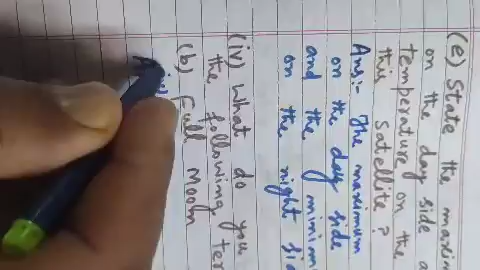 (e) State the maxim
on the day side a
temperature on the
this satellite?
Ans:- The maximum
on the day side
and the minim
on the night sid
(iv) What do you
the following ter
(b) Full Moon